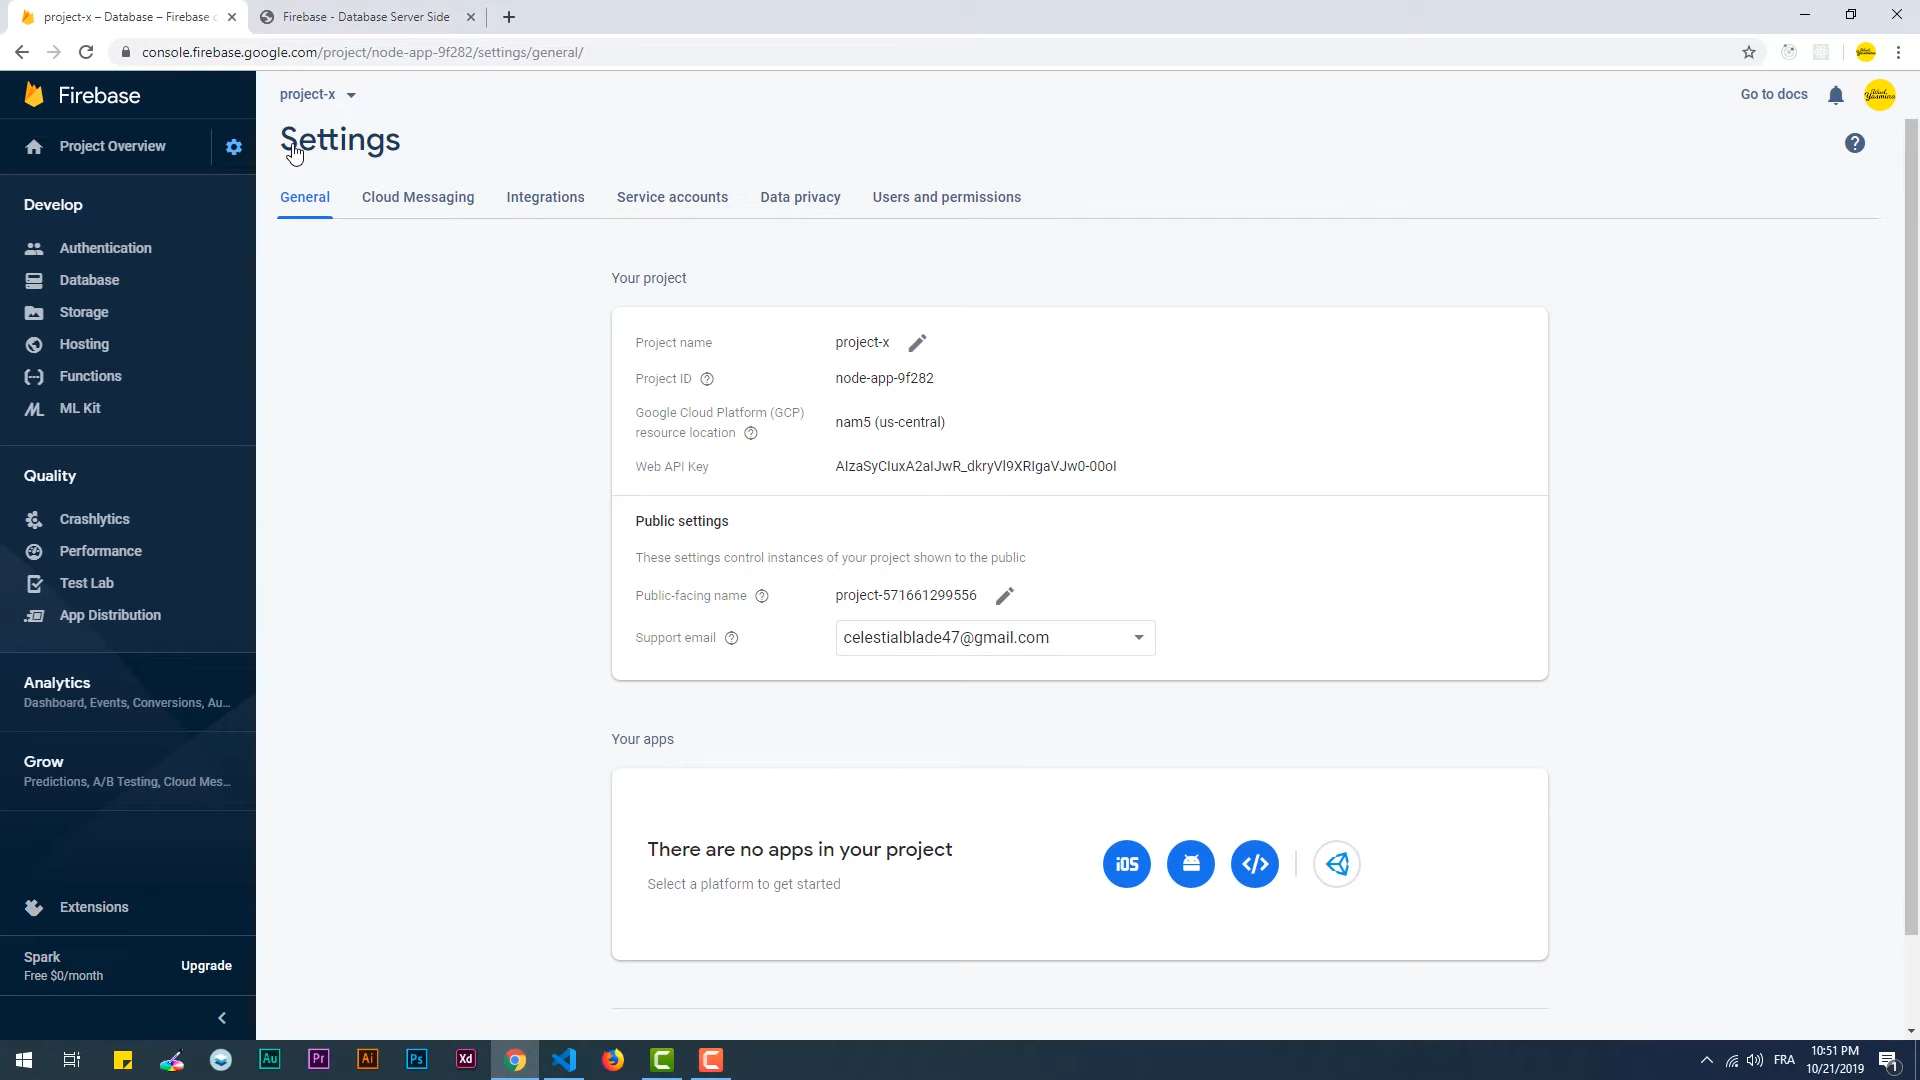 project-x – Database – Firebase c
Firebase - Database Server Side
console.firebase.google.com/project/node-app-9f282/settings/general/
Firebase
project-x
Go to docs
Project Overview
Settings
General
Cloud Messaging
Integrations
Service accounts
Data privacy
Users and permissions
Develop
Authentication
Database
Storage
Hosting
Functions
ML Kit
Quality
Crashlytics
Performance
Test Lab
App Distribution
Analytics
Dashboard, Events, Conversions, Au...
Grow
Predictions, A/B Testing, Cloud Mes...
Extensions
Spark
Free $0/month
Upgrade
Your project
Project name
project-x
Project ID
node-app-9f282
Google Cloud Platform (GCP)
resource location
nam5 (us-central)
Web API Key
AIzaSyCIuxA2aIJwR_dkryVl9XRIgaVJw0-00oI
Public settings
These settings control instances of your project shown to the public
Public-facing name
project-571661299556
Support email
celestialblade47@gmail.com
Your apps
There are no apps in your project
Select a platform to get started
iOS
Au
Pr
Ai
Ps
Xd
FRA
10:51 PM
10/21/2019
1